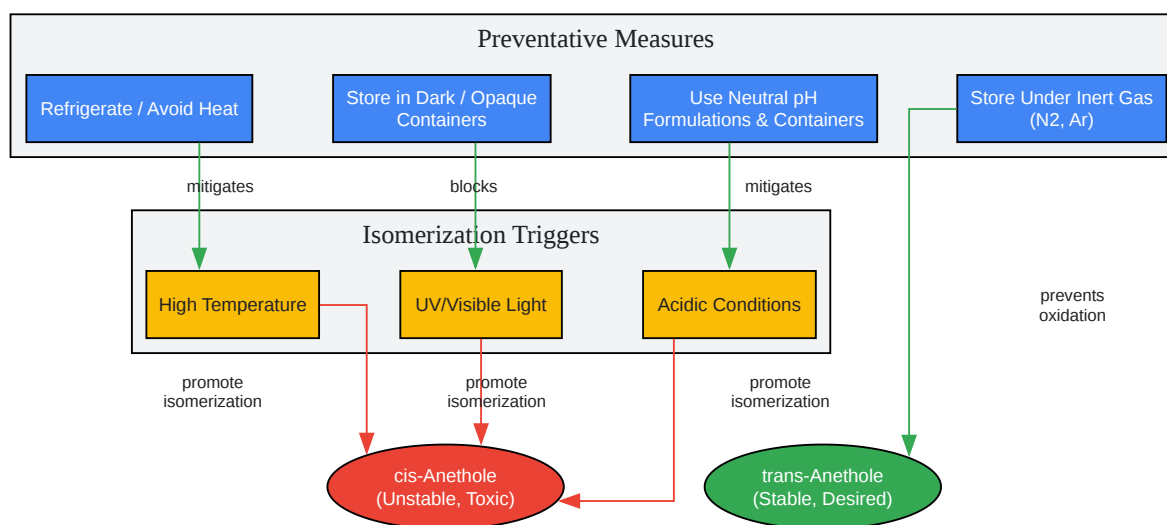 Preventative Measures
Refrigerate / Avoid Heat
Store in Dark / Opaque
Containers
Use Neutral pH
Formulations & Containers
Store Under Inert Gas
(N2, Ar)
mitigates
blocks
mitigates
Isomerization Triggers
High Temperature
UV/Visible Light
Acidic Conditions
prevents
oxidation
promote
isomerization
promote
isomerization
promote
isomerization
cis-Anethole
(Unstable, Toxic)
trans-Anethole
(Stable, Desired)